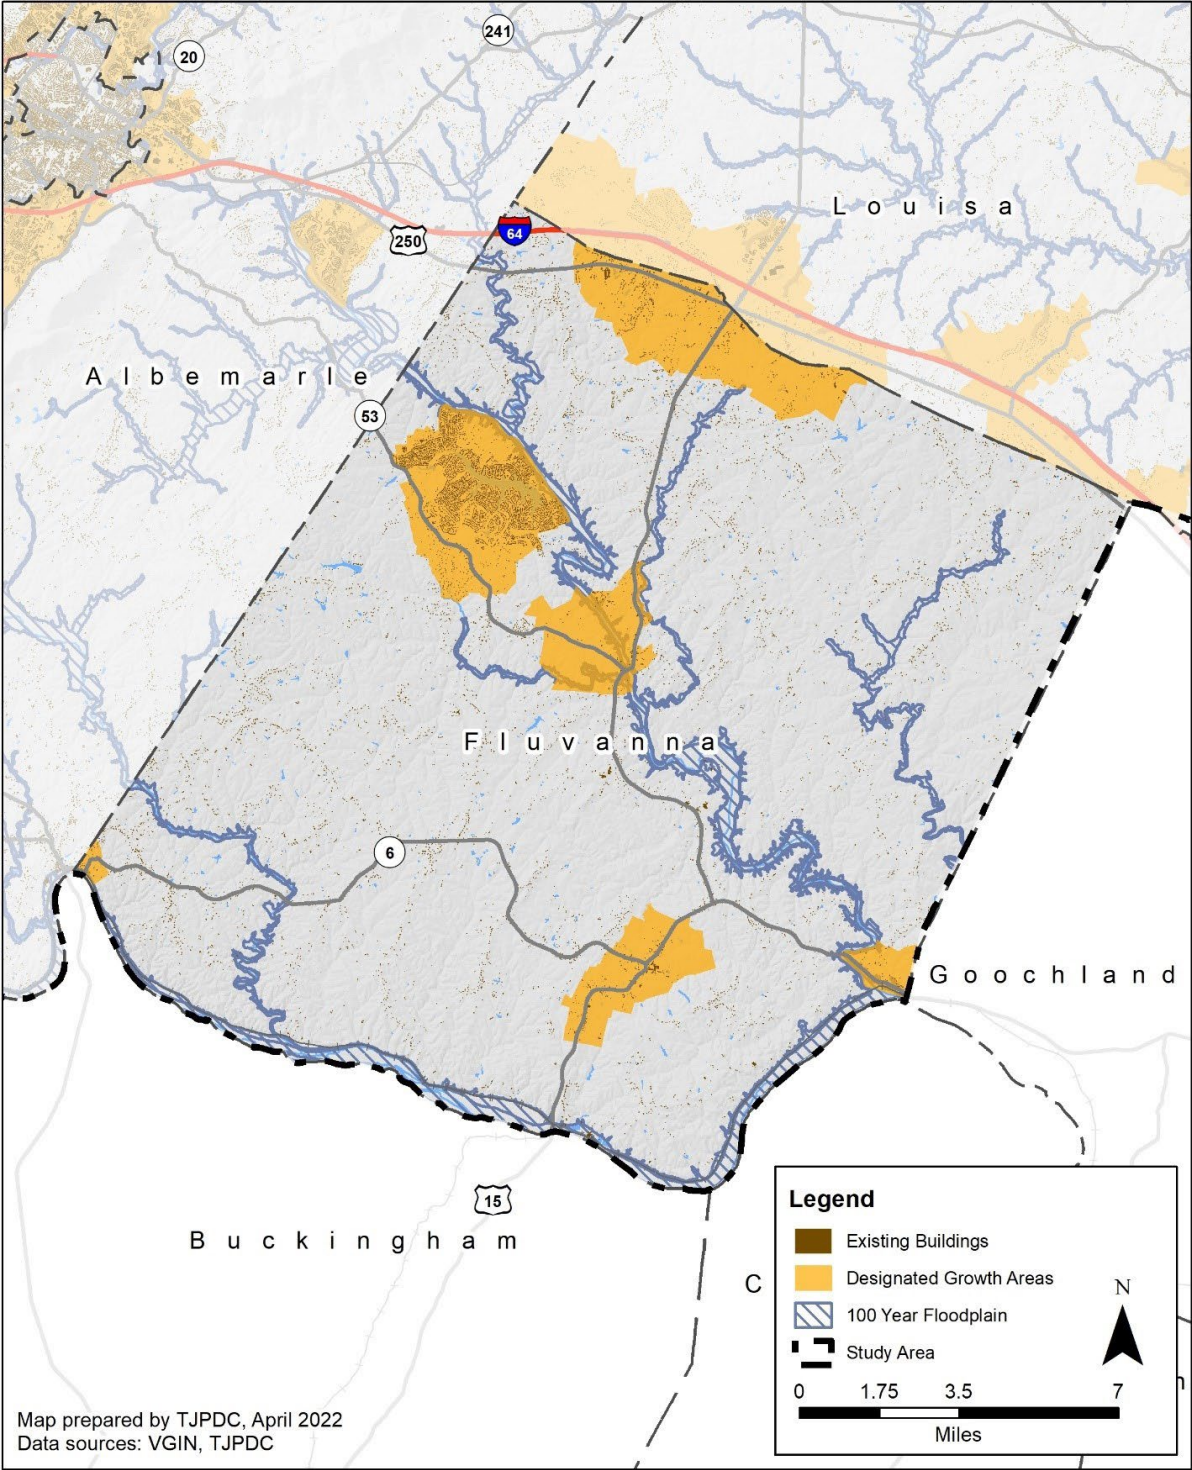 241
20
Louisa
64
250
Albemarle
53
Fluvanna
6
Goochland
15
Buckingham
C
Legend
Existing Buildings
Designated Growth Areas
100 Year Floodplain
Study Area
N
0 1.75 3.5 7
Miles
Map prepared by TJPDC, April 2022
Data sources: VGIN, TJPDC